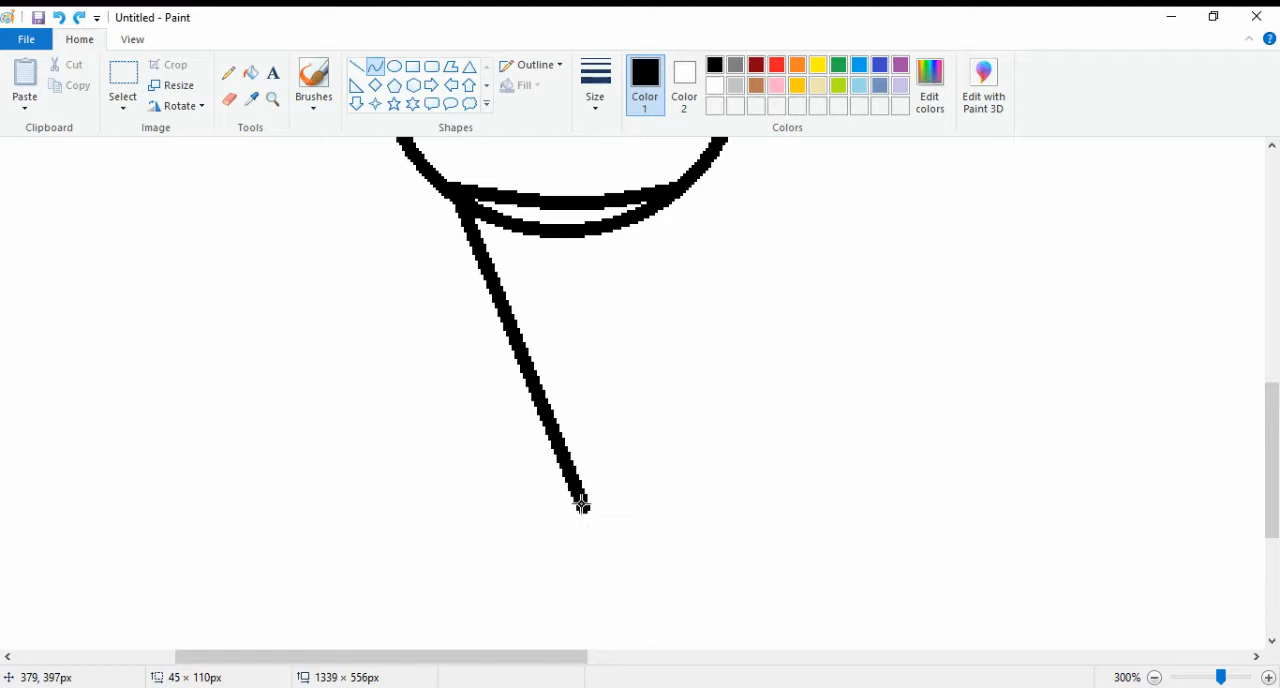 Untitled - Paint
File
Home
View
Paste
Cut
Copy
Clipboard
Select
Crop
Resize
Rotate
Image
A
Tools
Brushes
Outline
Fill
Shapes
Size
Color
1
Color
2
Edit
colors
Colors
Edit with
Paint 3D
?
379, 397px
45 × 110px
1339 × 556px
300%